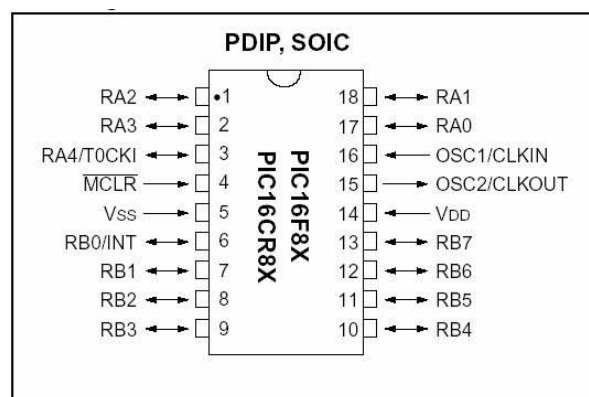 PDIP, SOIC
RA2 1 18 RA1
RA3 2 17 RA0
RA4/T0CKI 3 16 OSC1/CLKIN
MCLR 4 15 OSC2/CLKOUT
VSS 5 14 VDD
RB0/INT 6 13 RB7
RB1 7 12 RB6
RB2 8 11 RB5
RB3 9 10 RB4
PIC16F8X
PIC16CR8X